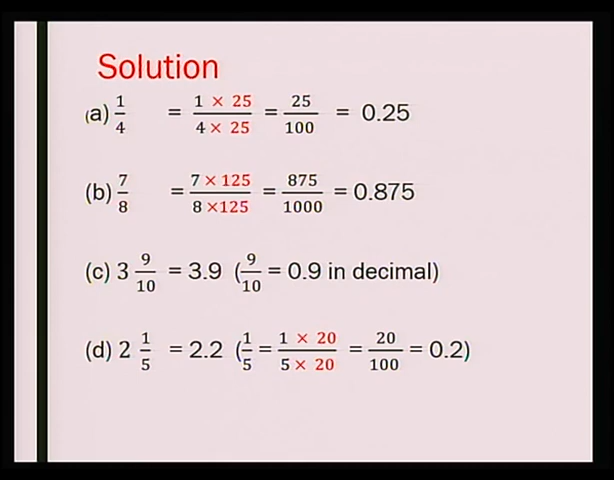 Solution
(a) 1/4 = 1 × 25 / 4 × 25 = 25/100 = 0.25
(b) 7/8 = 7 × 125 / 8 ×125 = 875/1000 = 0.875
(c) 3 9/10 = 3.9 (9/10 = 0.9 in decimal)
(d) 2 1/5 = 2.2 (1/5 = 1 × 20 / 5 × 20 = 20/100 = 0.2)